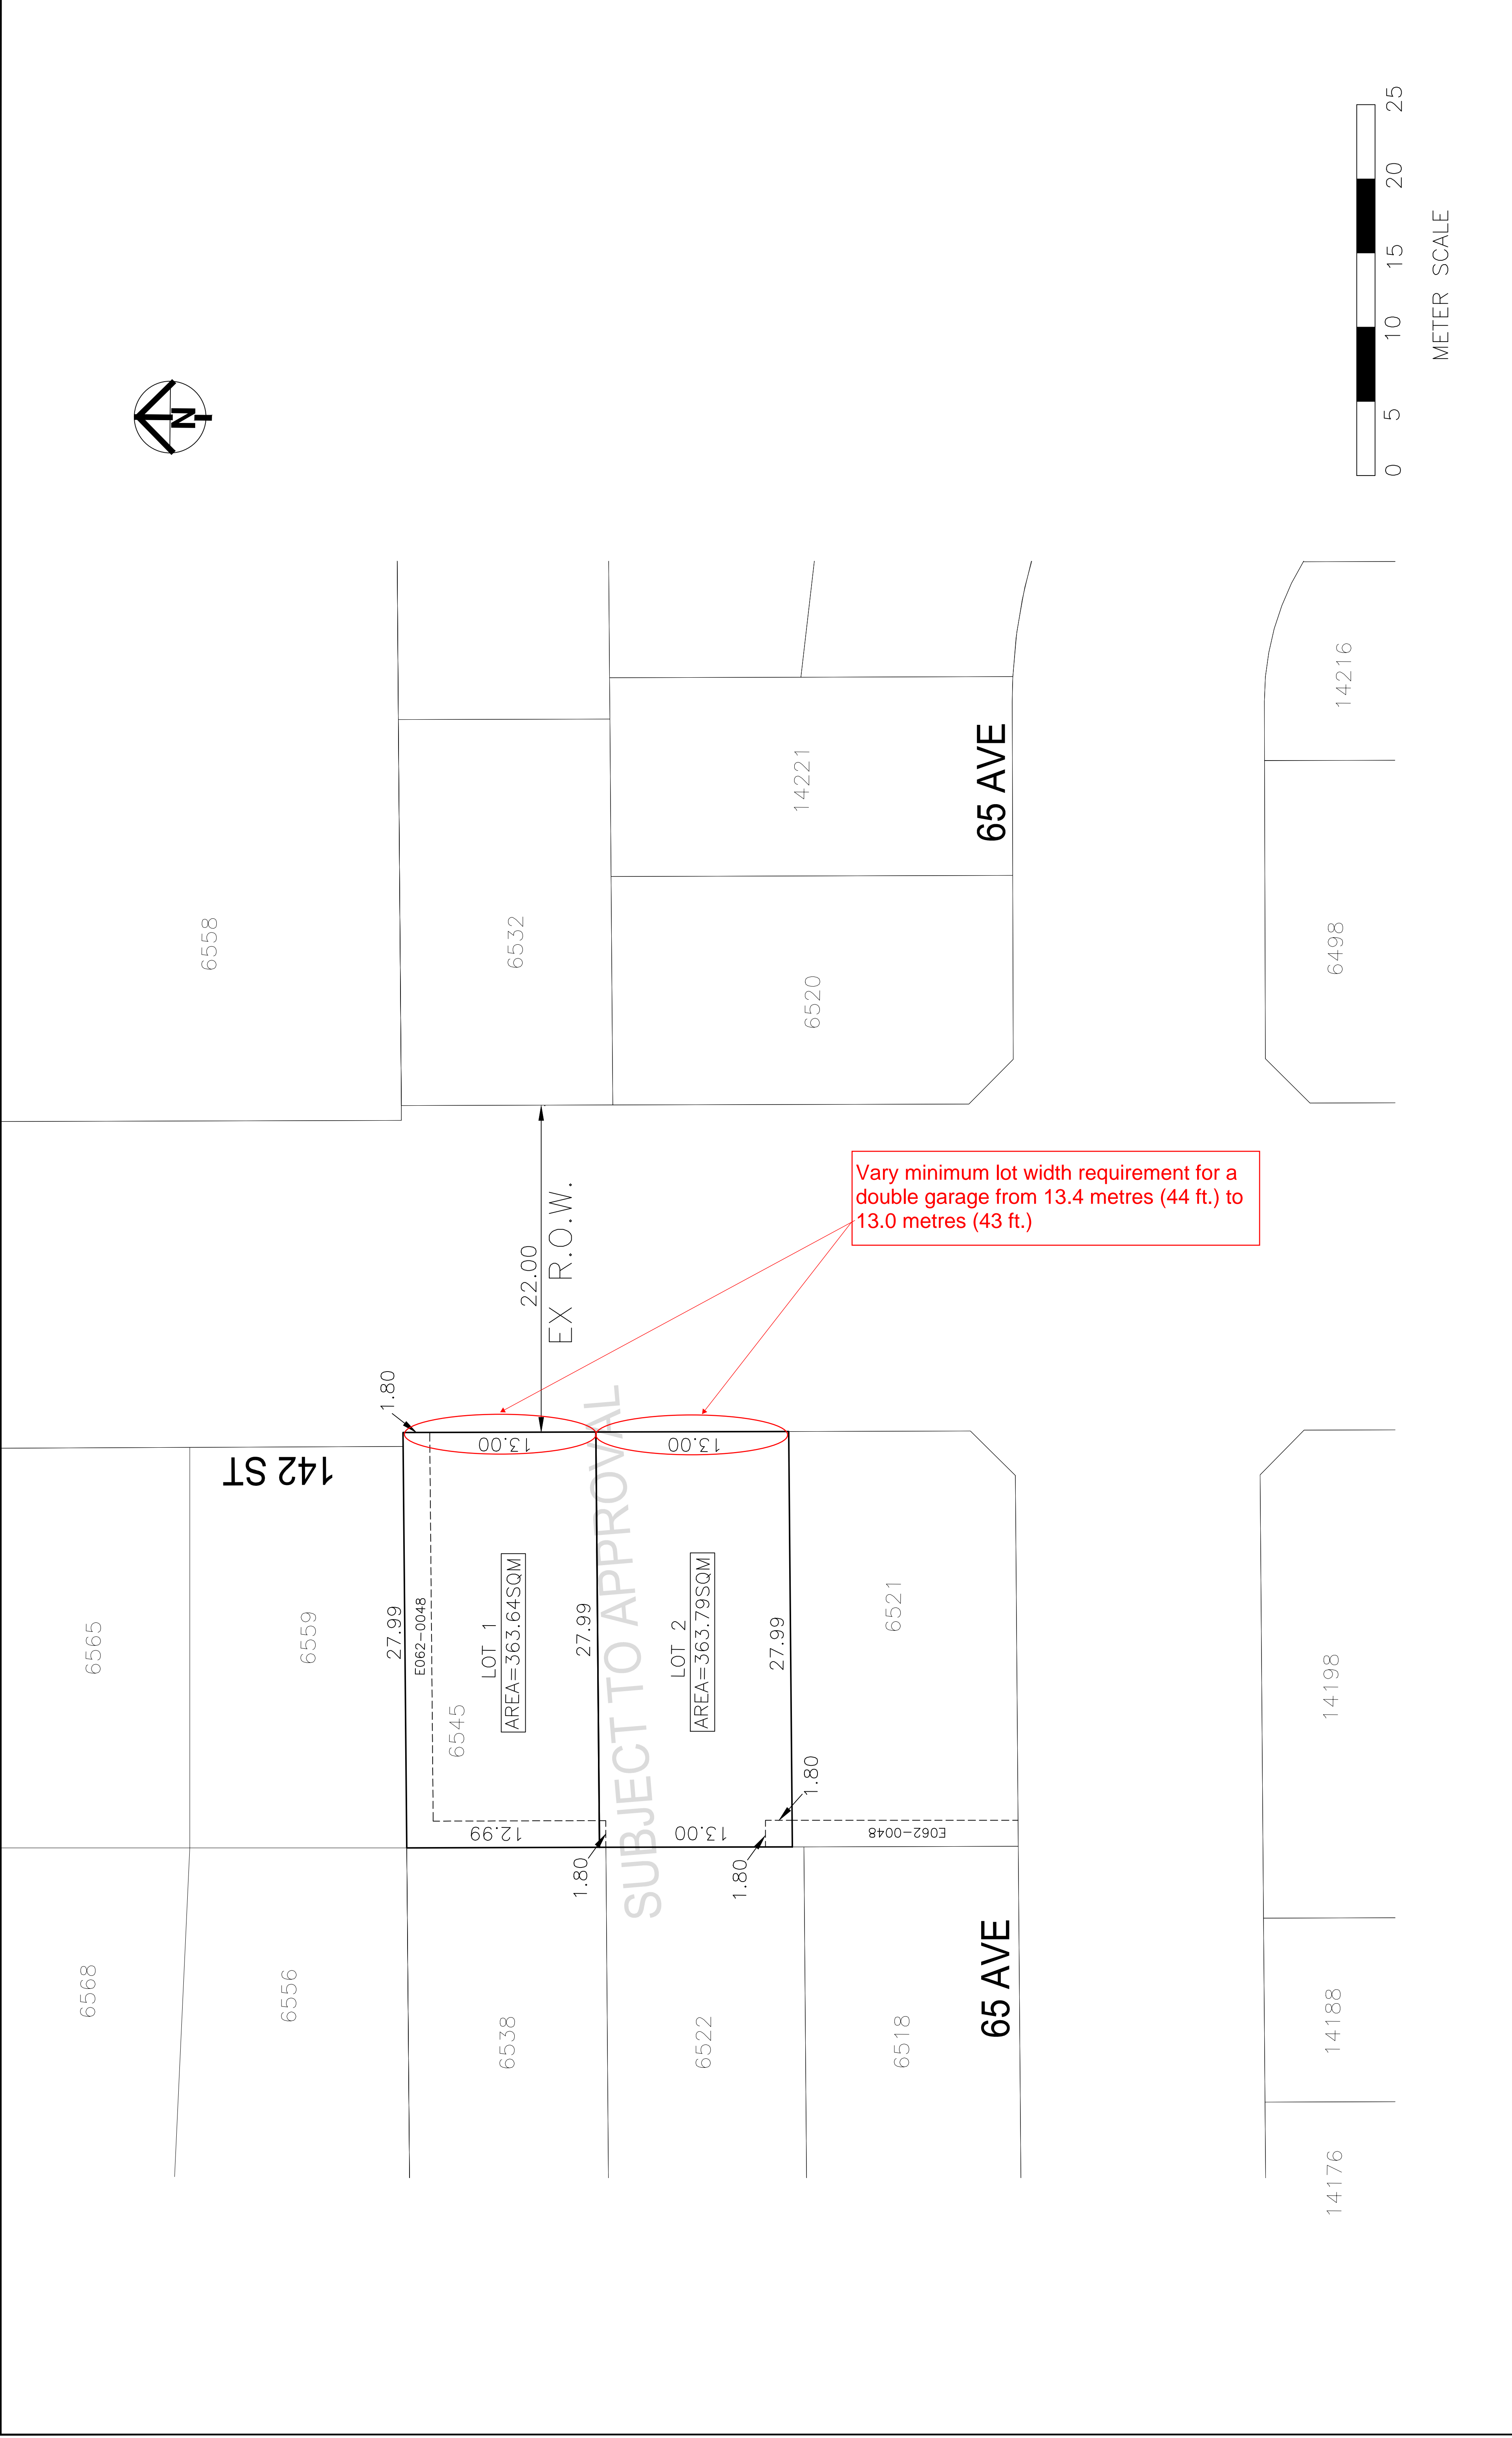 N
25
20
15
10
5
0
METER SCALE
6558
6532
14221
14216
65 AVE
6520
6498
Vary minimum lot width requirement for a
double garage from 13.4 metres (44 ft.) to
13.0 metres (43 ft.)
22.00
EX R.O.W.
1.80
142 ST
13.00
13.00
6565
6559
27.99
E062-0048
6545
LOT 1
AREA=363.64SQM
27.99
SUBJECT TO APPROVAL
LOT 2
AREA=363.79SQM
27.99
6521
14198
12.99
13.00
1.80
1.80
1.80
E062-0048
6568
6556
6538
6522
6518
65 AVE
14188
14176